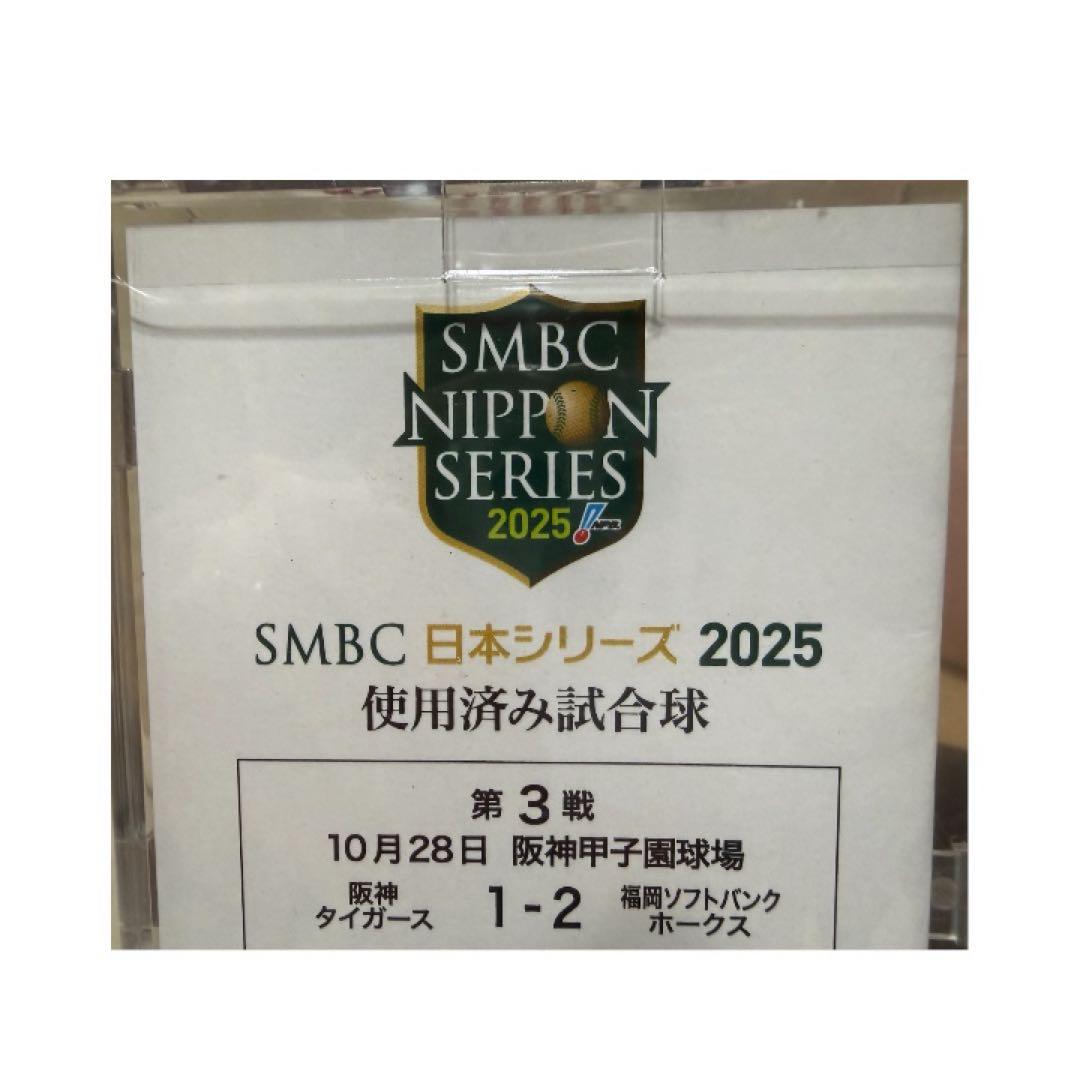 SMBC
NIPPON
SERIES
2025 NPB
SMBC 日本シリーズ 2025
使用済み試合球
第 3 戦
10月28日 阪神甲子園球場
阪神 タイガース 1-2 福岡ソフトバンク ホークス